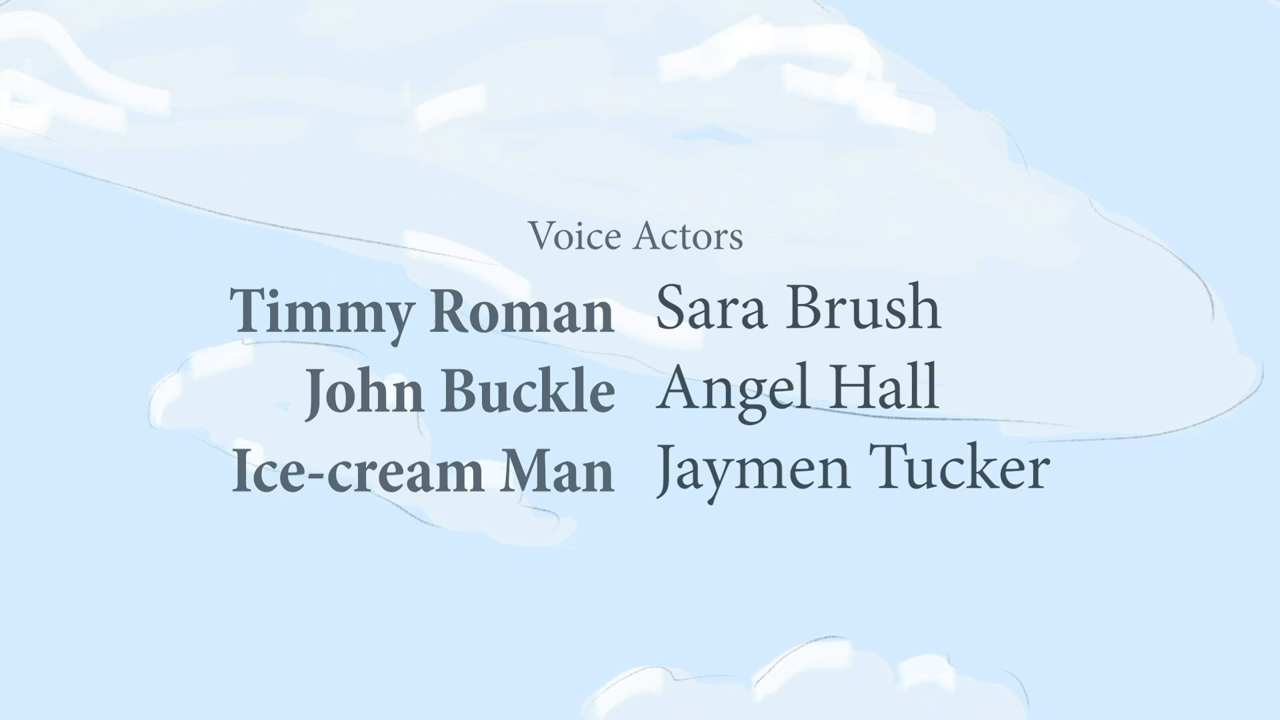 Voice Actors
Timmy Roman Sara Brush
John Buckle Angel Hall
Ice-cream Man Jaymen Tucker